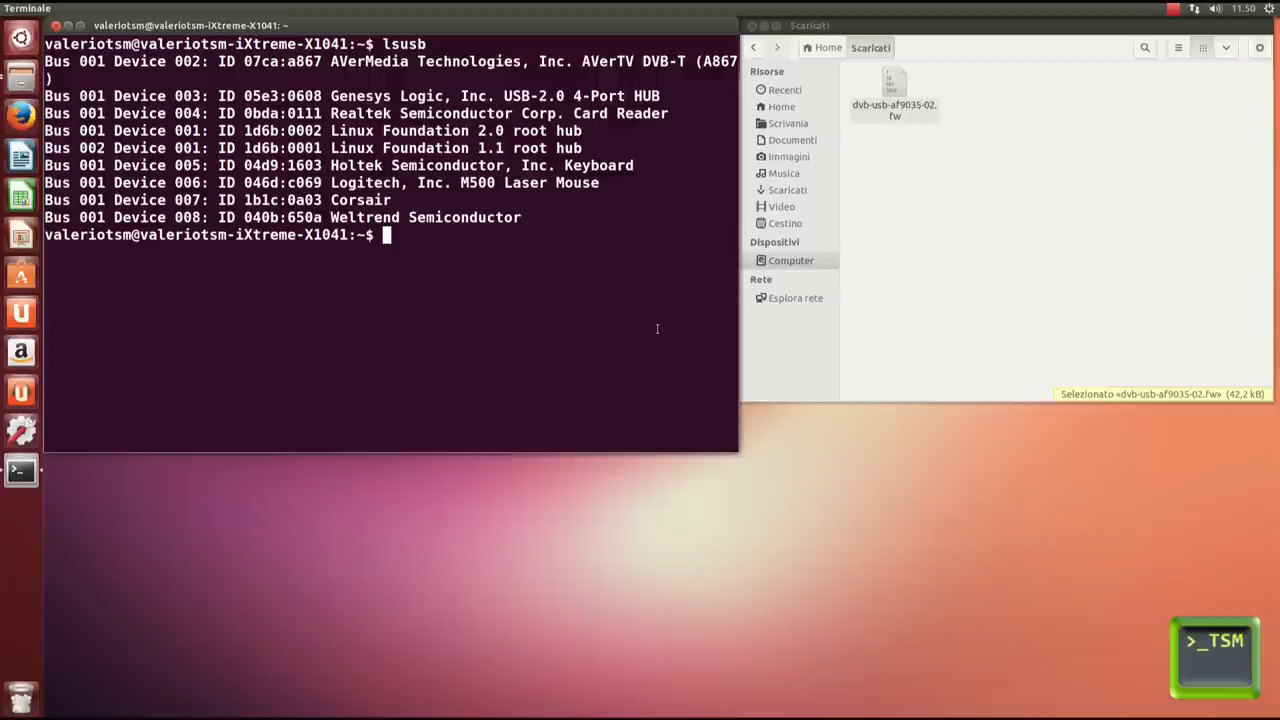 Terminale
11.50
valeriotsm@valeriotsm-iXtreme-X1041: ~
valeriotsm@valeriotsm-iXtreme-X1041:~$ lsusb
Bus 001 Device 002: ID 07ca:a867 AVerMedia Technologies, Inc. AVerTV DVB-T (A867
)
Bus 001 Device 003: ID 05e3:0608 Genesys Logic, Inc. USB-2.0 4-Port HUB
Bus 001 Device 004: ID 0bda:0111 Realtek Semiconductor Corp. Card Reader
Bus 001 Device 001: ID 1d6b:0002 Linux Foundation 2.0 root hub
Bus 002 Device 001: ID 1d6b:0001 Linux Foundation 1.1 root hub
Bus 001 Device 005: ID 04d9:1603 Holtek Semiconductor, Inc. Keyboard
Bus 001 Device 006: ID 046d:c069 Logitech, Inc. M500 Laser Mouse
Bus 001 Device 007: ID 1b1c:0a03 Corsair
Bus 001 Device 008: ID 040b:650a Weltrend Semiconductor
valeriotsm@valeriotsm-iXtreme-X1041:~$
Scaricati
Home
Scaricati
Risorse
Recenti
Home
Scrivania
Documenti
Immagini
Musica
Scaricati
Video
Cestino
Dispositivi
Computer
Rete
Esplora rete
dvb-usb-af9035-02.
fw
Selezionato «dvb-usb-af9035-02.fw» (42,2 kB)
>_TSM